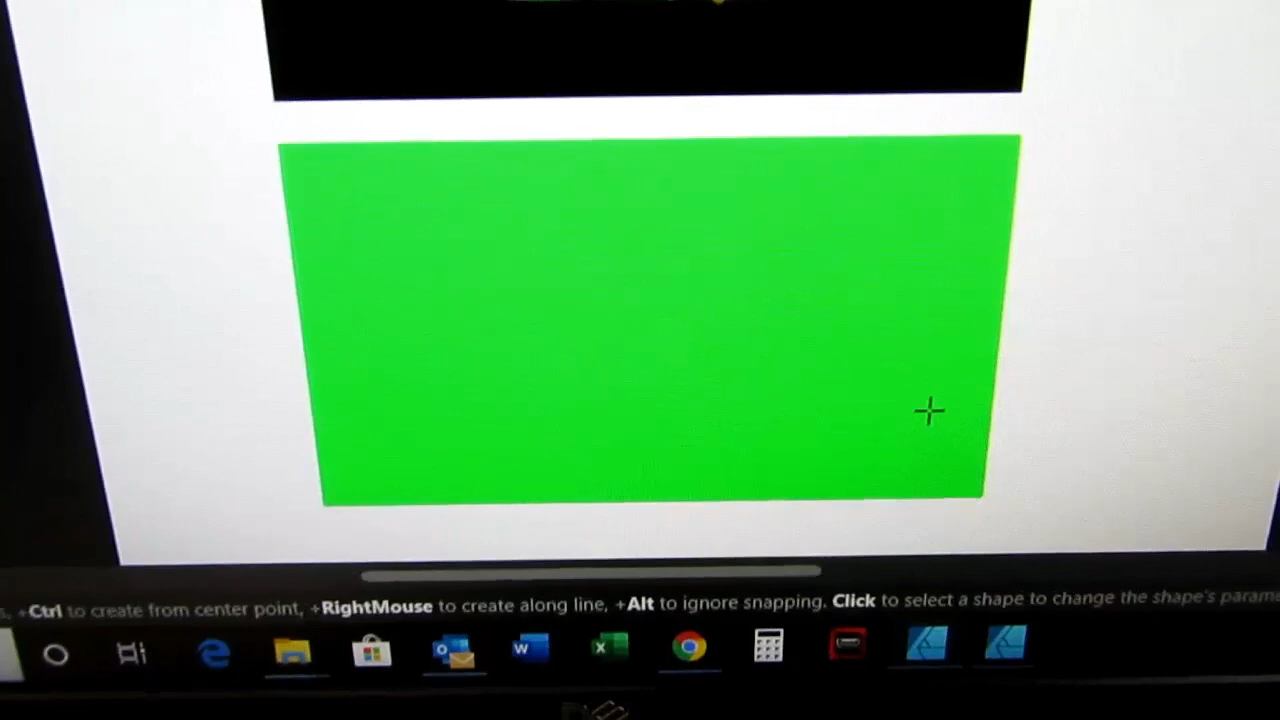 +Ctrl to create from center point, +RightMouse to create along line, +Alt to ignore snapping. Click to select a shape to change the shape's parame
O
W
X